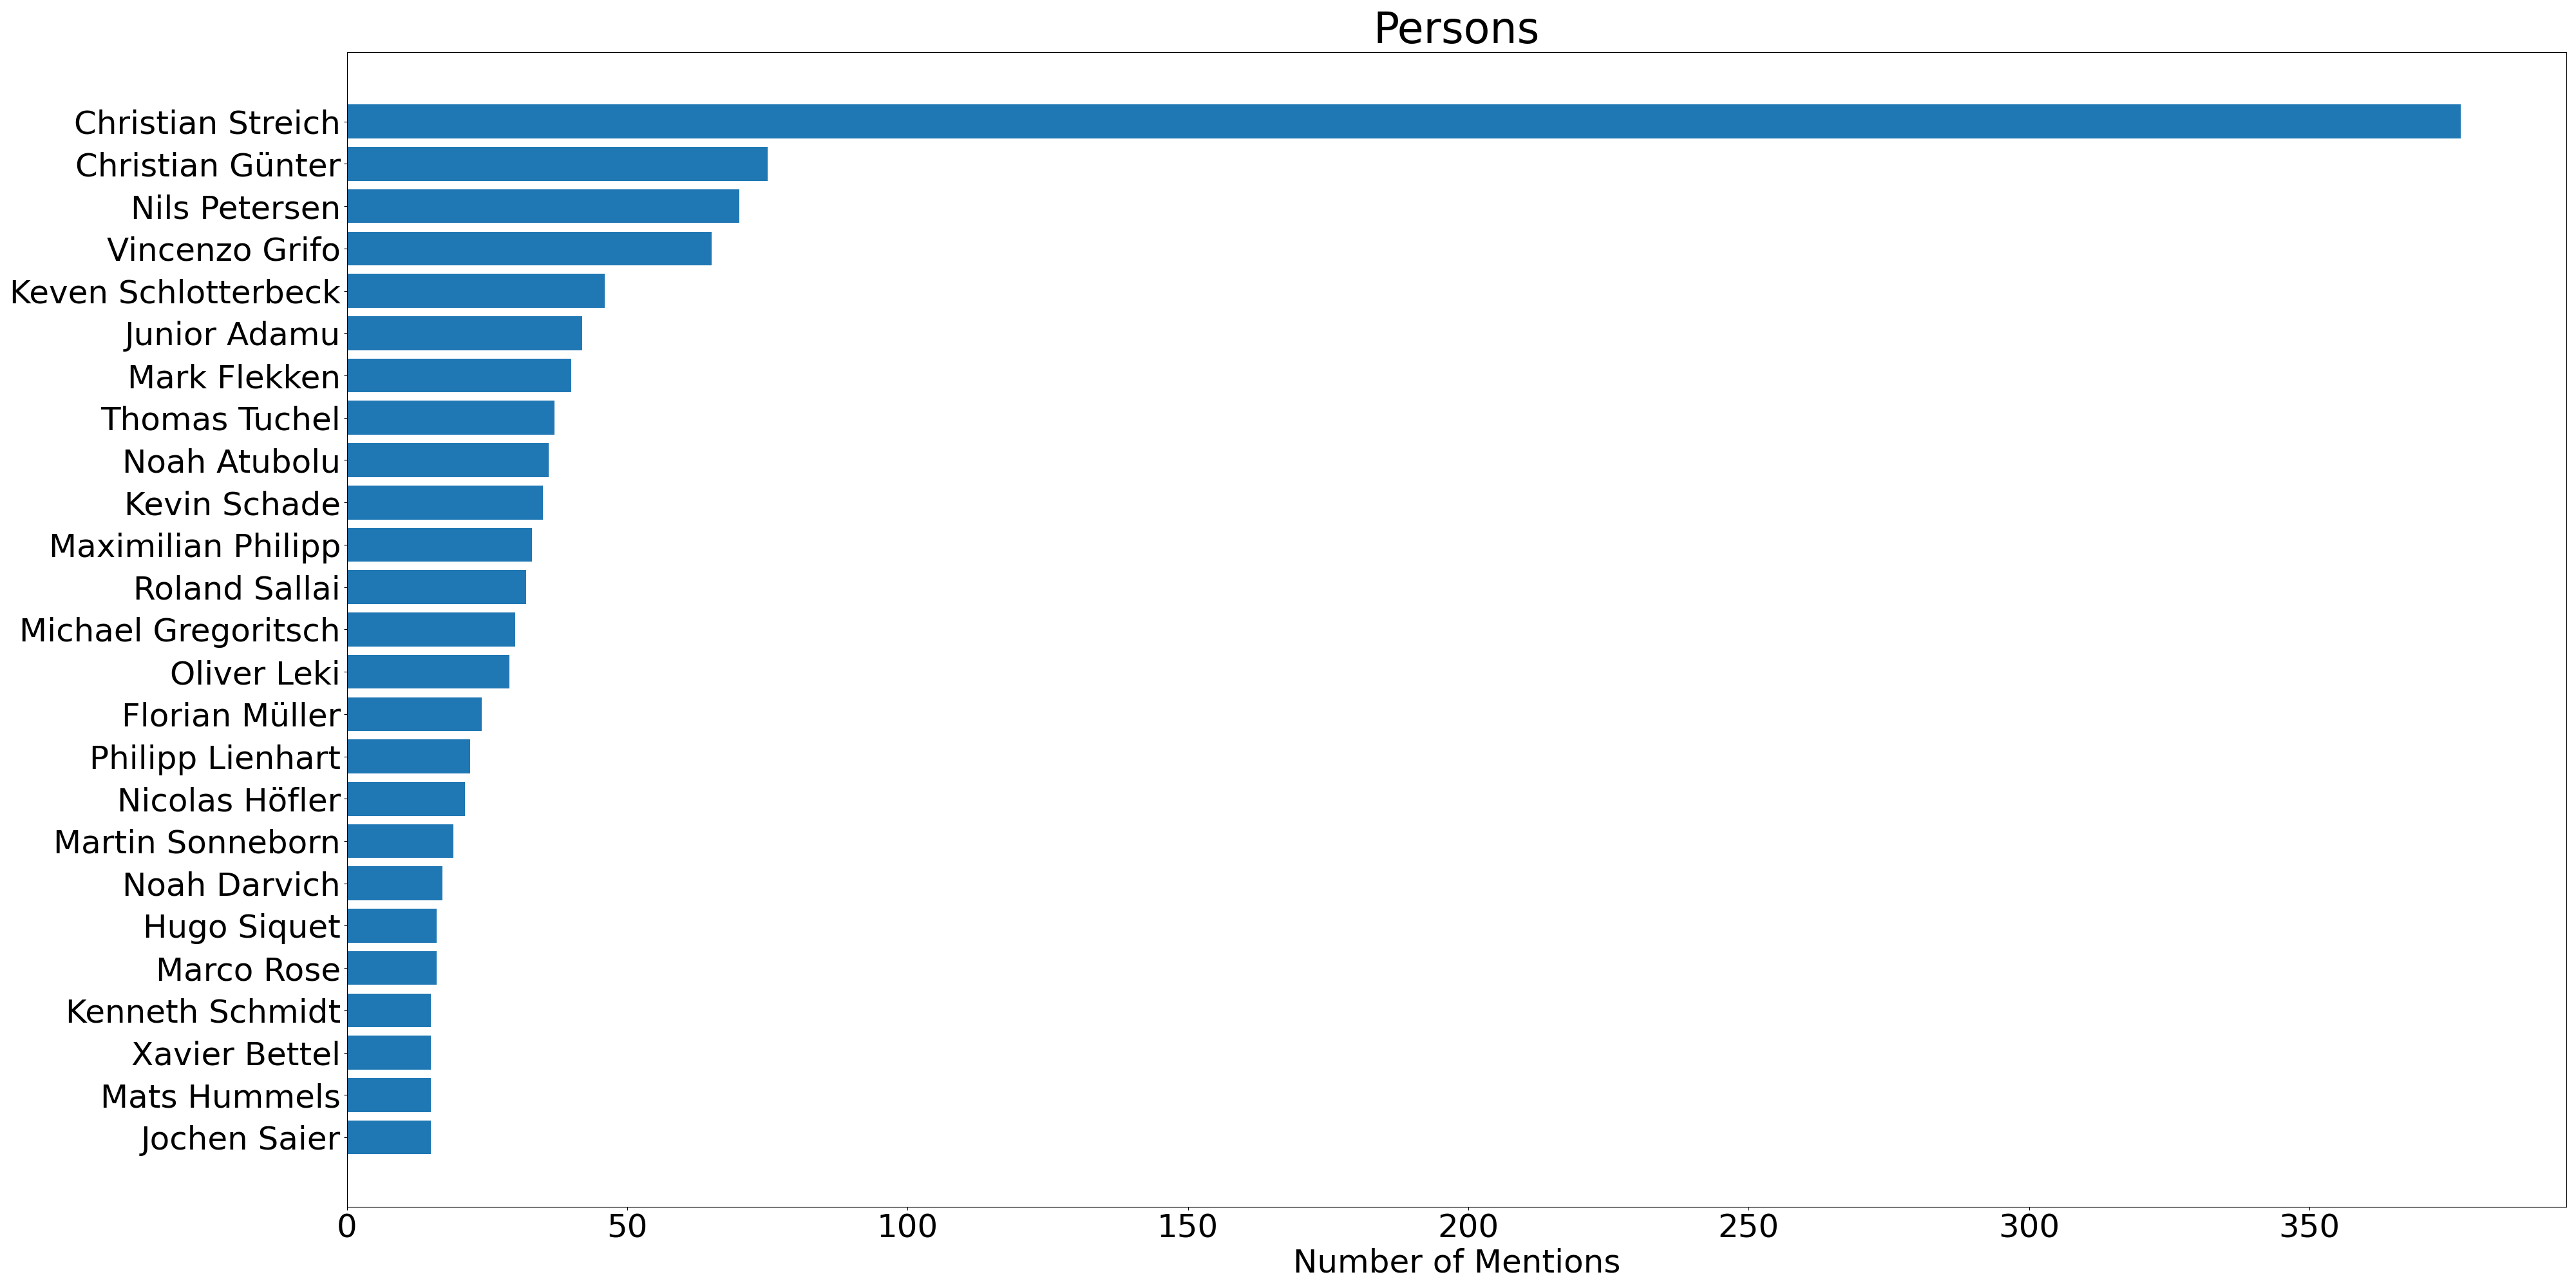 Persons
Christian Streich
Christian Günter
Nils Petersen
Vincenzo Grifo
Keven Schlotterbeck
Junior Adamu
Mark Flekken
Thomas Tuchel
Noah Atubolu
Kevin Schade
Maximilian Philipp
Roland Sallai
Michael Gregoritsch
Oliver Leki
Florian Müller
Philipp Lienhart
Nicolas Höfler
Martin Sonneborn
Noah Darvich
Hugo Siquet
Marco Rose
Kenneth Schmidt
Xavier Bettel
Mats Hummels
Jochen Saier
0 50 100 150 200 250 300 350
Number of Mentions